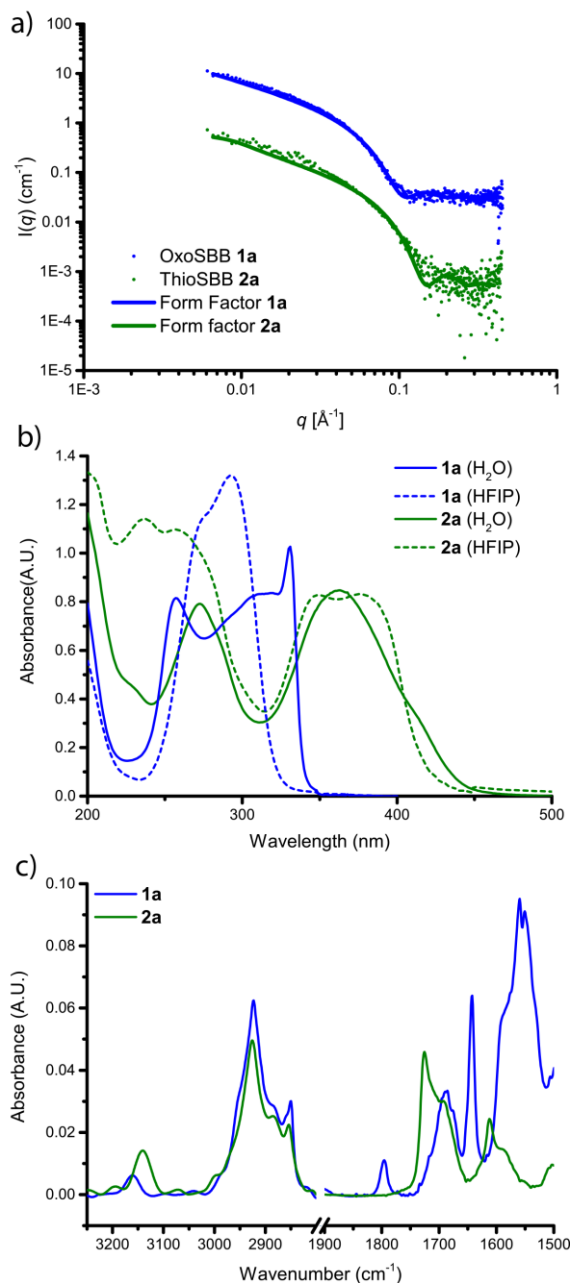 a)
100
10
1
0.1
0.01
1E-3
1E-4
1E-5
I(q) (cm⁻¹)
OxoSBB 1a
ThioSBB 2a
Form Factor 1a
Form factor 2a
1E-3 0.01 0.1 1
q [Å⁻¹]
b)
1.4
1.2
1.0
0.8
0.6
0.4
0.2
0.0
Absorbance(A.U.)
1a (H₂O)
1a (HFIP)
2a (H₂O)
2a (HFIP)
200 300 400 500
Wavelength (nm)
c)
0.10
0.08
0.06
0.04
0.02
0.00
Absorbance (A.U.)
1a
2a
3200 3100 3000 2900 1900 1800 1700 1600 1500
Wavenumber (cm⁻¹)